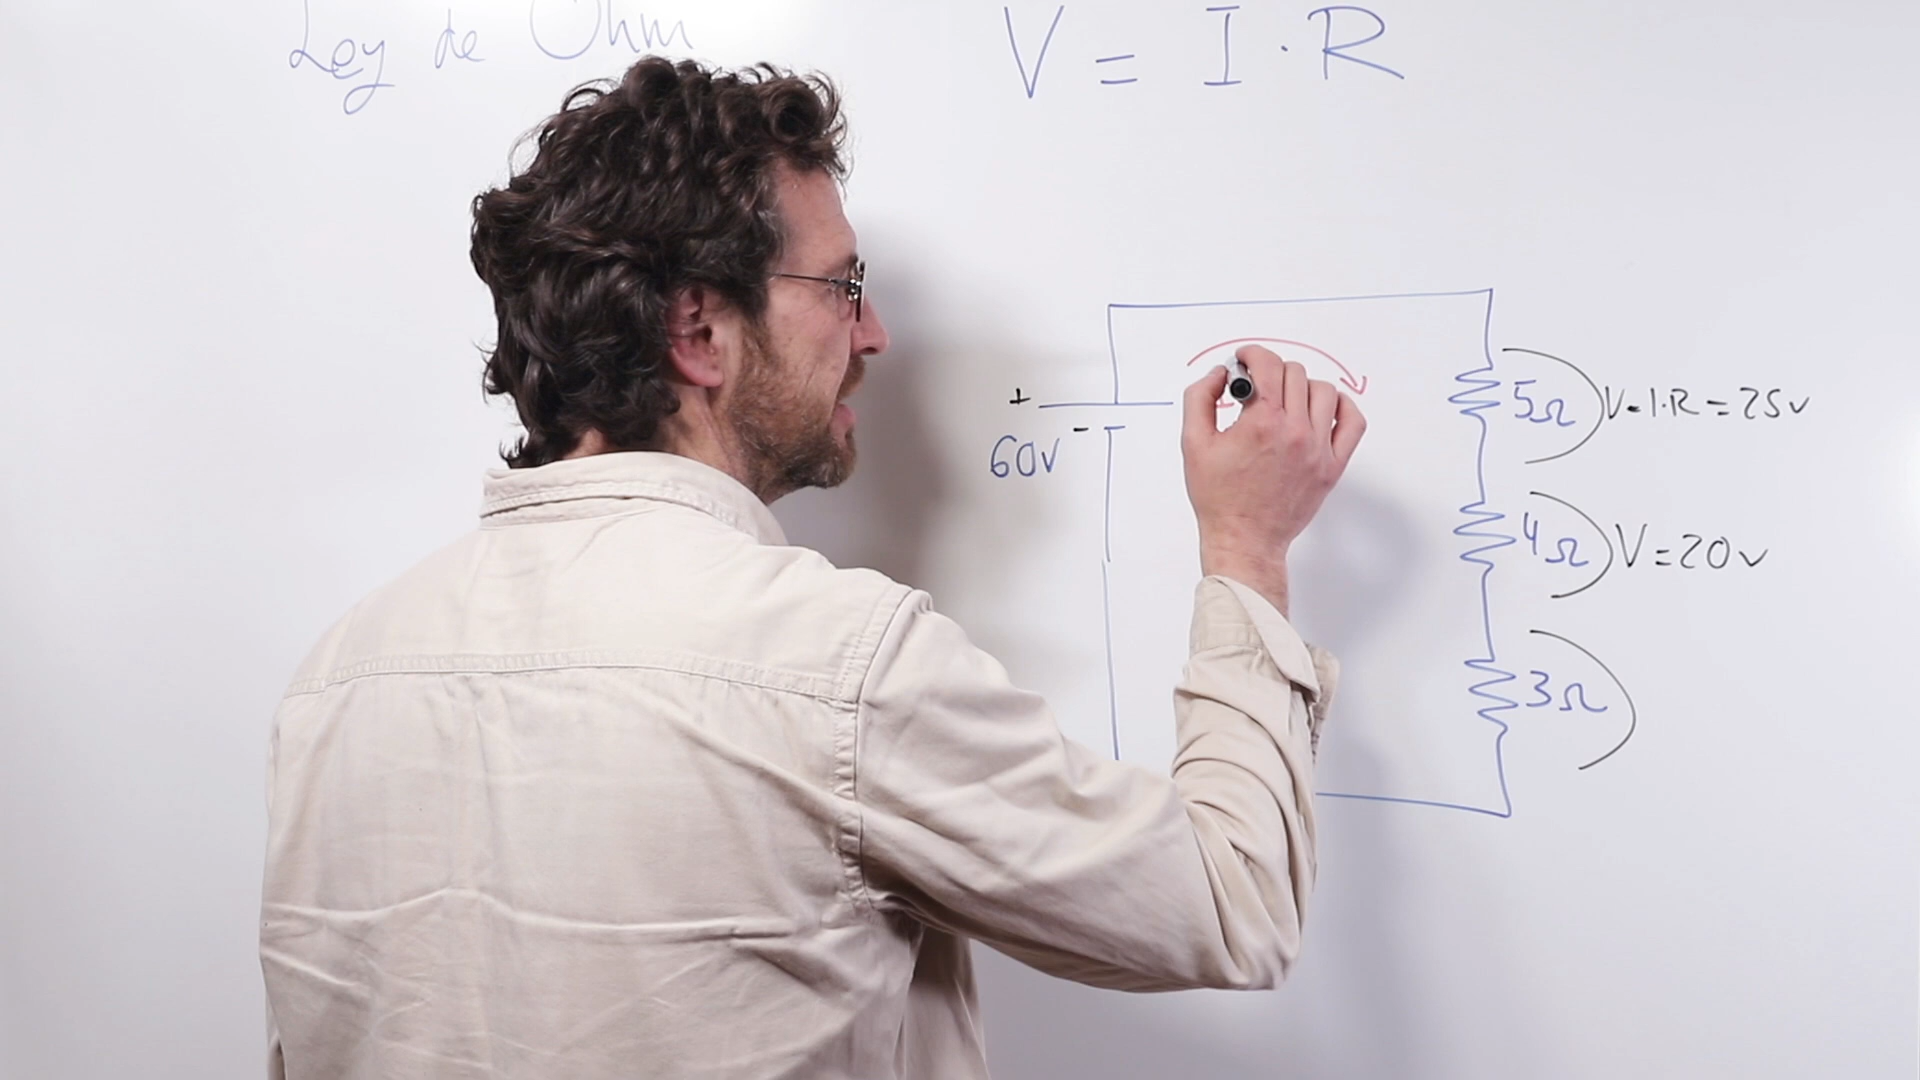 Ley de Ohm
V = I · R
+
-
60v
5Ω
V=I·R = 25v
4Ω
V = 20v
3Ω